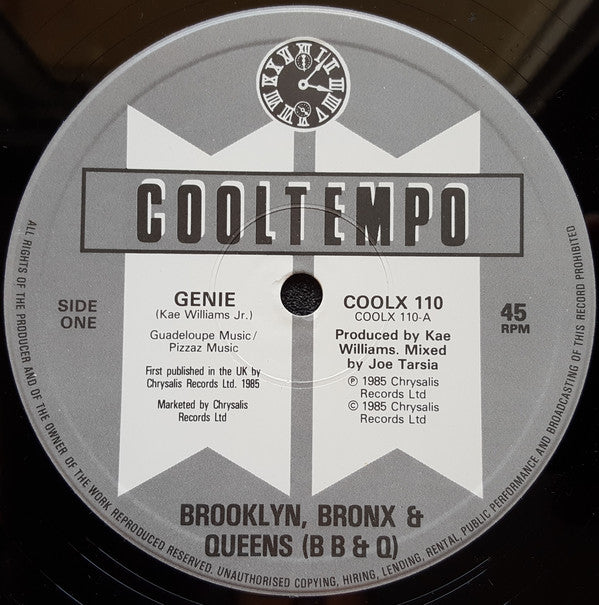 COOLTEMPO
SIDE
ONE
GENIE
(Kae Williams Jr.)
Guadeloupe Music/
Pizzaz Music
First published in the UK by
Chrysalis Records Ltd. 1985
Marketed by Chrysalis
Records Ltd
COOLX 110
COOLX 110-A
Produced by Kae
Williams. Mixed
by Joe Tarsia
℗ 1985 Chrysalis
Records Ltd
© 1985 Chrysalis
Records Ltd
45
RPM
BROOKLYN, BRONX &
QUEENS (B B & Q)
ALL RIGHTS OF THE PRODUCER AND OF THE OWNER OF THE WORK REPRODUCED RESERVED. UNAUTHORISED COPYING, HIRING, LENDING, RENTAL, PUBLIC PERFORMANCE AND BROADCASTING OF THIS RECORD PROHIBITED